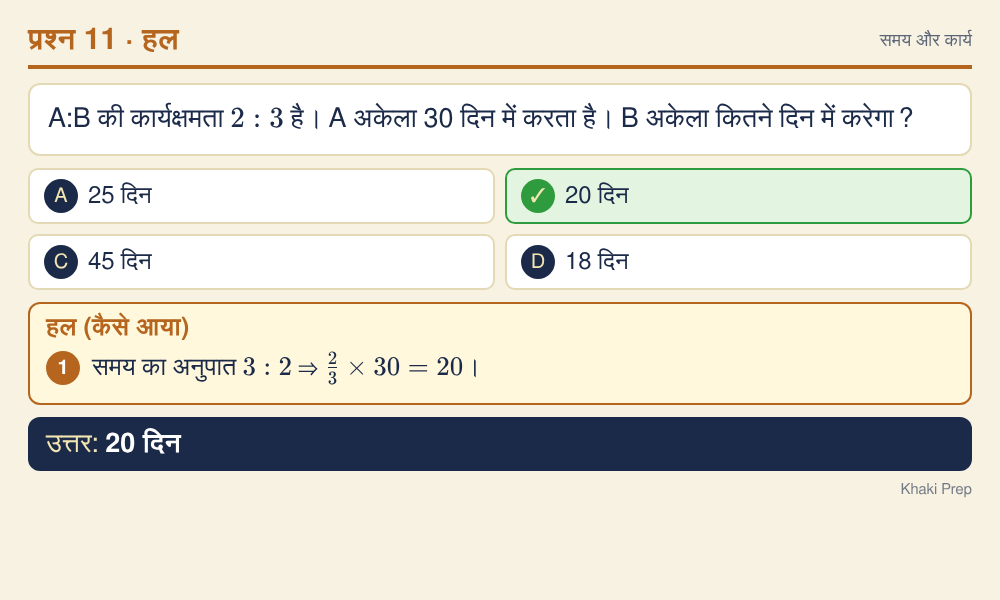 प्रश्न 11 · हल
समय और कार्य
A:B की कार्यक्षमता 2 : 3 है। A अकेला 30 दिन में करता है। B अकेला कितने दिन में करेगा?
A 25 दिन
✓ 20 दिन
C 45 दिन
D 18 दिन
हल (कैसे आया)
1 समय का अनुपात 3 : 2 ⇒ 2/3 × 30 = 20।
उत्तर: 20 दिन
Khaki Prep